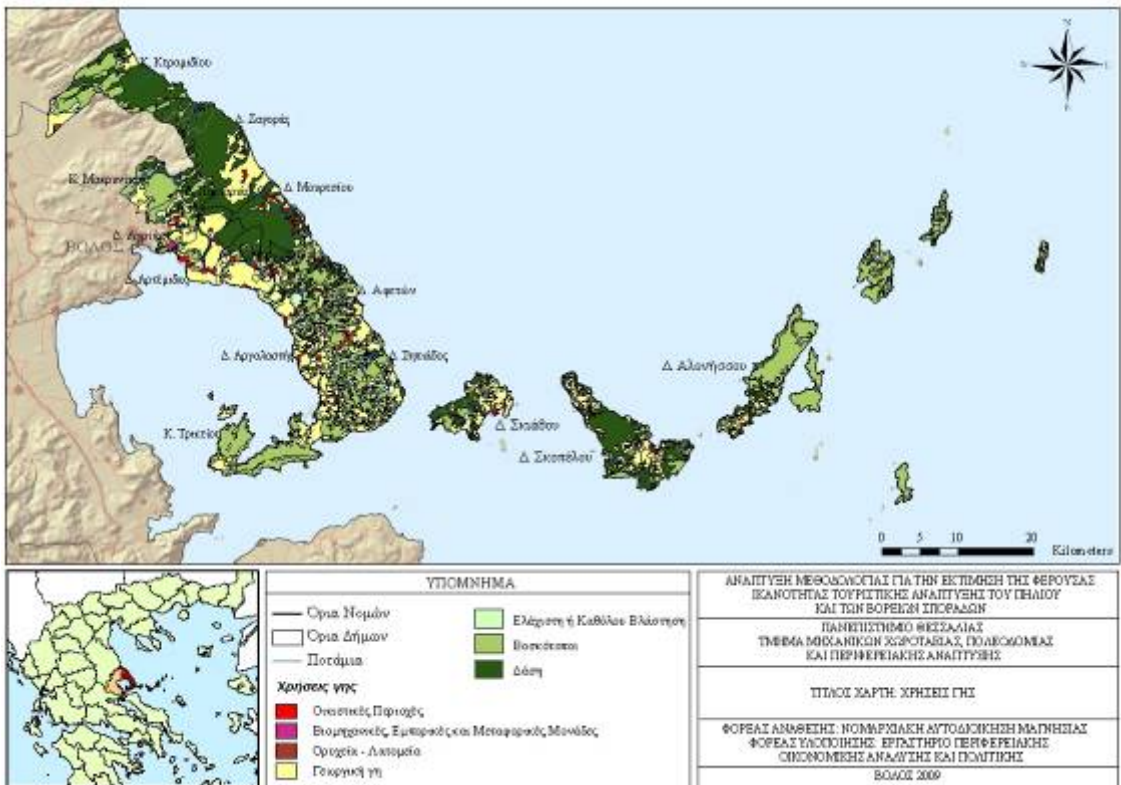 Ν
Κ. Κεραμιδίου
Δ. Ζαγοράς
Δ. Μουρεσίου
Κ. Μακρυνίτσης
ΒΟΛΟΣ
Δ. Αρτέμιδας
Δ. Αφετών
Δ. Αργαλαστής
Δ. Σηπιάδος
Δ. Αλοννήσου
Κ. Τρικερίου
Δ. Σκιάθου
Δ. Σκοπέλου
0 5 10 20
Kilometers
ΥΠΟΜΝΗΜΑ
Όρια Νομών
Όρια Δήμων
Ποτάμια
Χρήσεις γης
Οικιστικές Περιοχές
Βιομηχανικές, Εμπορικές και Μεταφορικές Μονάδες
Ορυχεία - Λατομεία
Γεωργική γη
Ελάχιστη ή Καθόλου Βλάστηση
Βοσκότοποι
Δάση
ΑΝΑΠΤΥΞΗ ΜΕΘΟΔΟΛΟΓΙΑΣ ΓΙΑ ΤΗΝ ΕΚΤΙΜΗΣΗ ΤΗΣ ΦΕΡΟΥΣΑΣ
ΙΚΑΝΟΤΗΤΑΣ ΤΟΥΡΙΣΤΙΚΗΣ ΑΝΑΠΤΥΞΗΣ ΤΟΥ ΠΗΛΙΟΥ
ΚΑΙ ΤΩΝ ΒΟΡΕΙΩΝ ΣΠΟΡΑΔΩΝ
ΠΑΝΕΠΙΣΤΗΜΙΟ ΘΕΣΣΑΛΙΑΣ
ΤΜΗΜΑ ΜΗΧΑΝΙΚΩΝ ΧΩΡΟΤΑΞΙΑΣ, ΠΟΛΕΟΔΟΜΙΑΣ
ΚΑΙ ΠΕΡΙΦΕΡΕΙΑΚΗΣ ΑΝΑΠΤΥΞΗΣ
ΤΙΤΛΟΣ ΧΑΡΤΗ: ΧΡΗΣΕΙΣ ΓΗΣ
ΦΟΡΕΑΣ ΑΝΑΘΕΣΗΣ: ΝΟΜΑΡΧΙΑΚΗ ΑΥΤΟΔΙΟΙΚΗΣΗ ΜΑΓΝΗΣΙΑΣ
ΦΟΡΕΑΣ ΥΛΟΠΟΙΗΣΗΣ: ΕΡΓΑΣΤΗΡΙΟ ΠΕΡΙΦΕΡΕΙΑΚΗΣ
ΟΙΚΟΝΟΜΙΚΗΣ ΑΝΑΛΥΣΗΣ ΚΑΙ ΠΟΛΙΤΙΚΗΣ
ΒΟΛΟΣ 2009